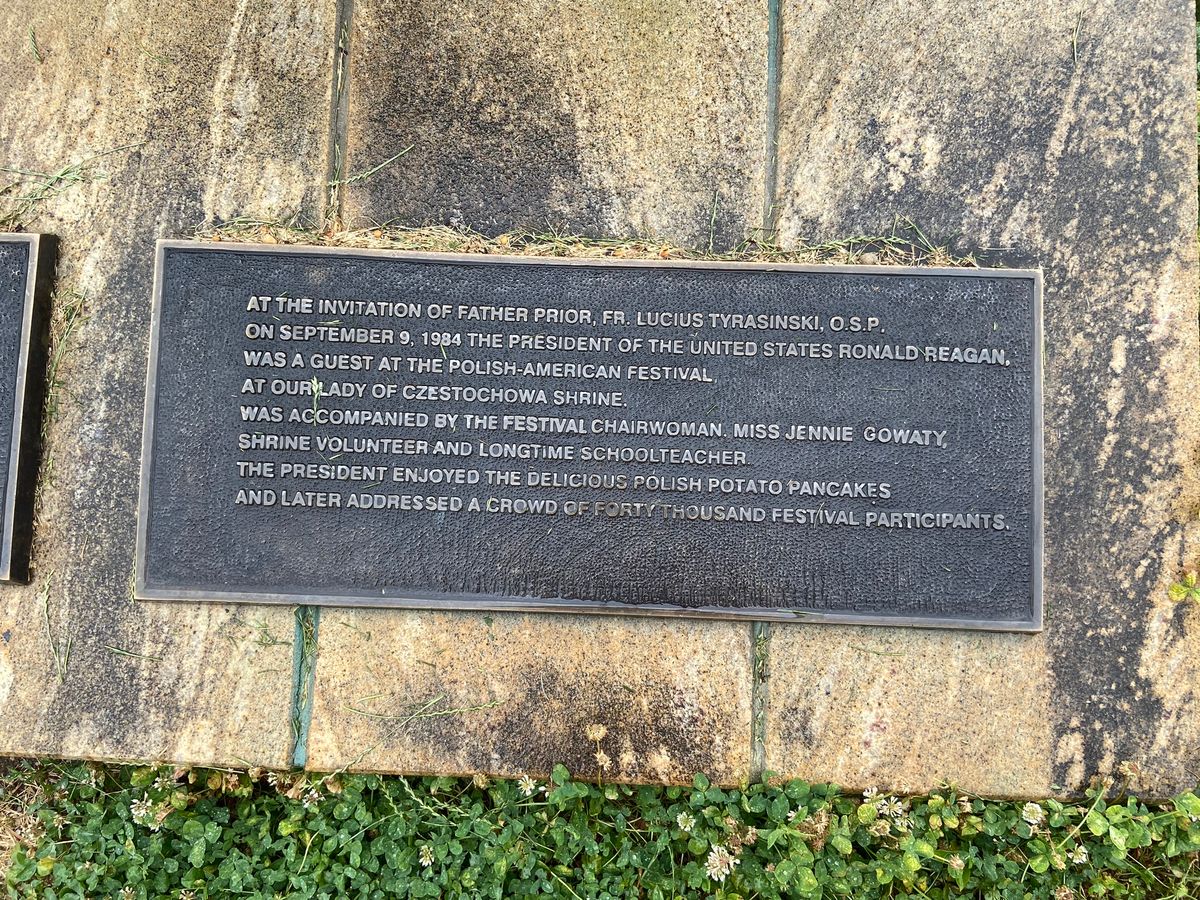 AT THE INVITATION OF FATHER PRIOR, FR. LUCIUS TYRASINSKI, O.S.P.
ON SEPTEMBER 9, 1984 THE PRESIDENT OF THE UNITED STATES RONALD REAGAN,
WAS A GUEST AT THE POLISH-AMERICAN FESTIVAL,
AT OUR LADY OF CZESTOCHOWA SHRINE.
WAS ACCOMPANIED BY THE FESTIVAL CHAIRWOMAN. MISS JENNIE GOWATY,
SHRINE VOLUNTEER AND LONGTIME SCHOOLTEACHER.
THE PRESIDENT ENJOYED THE DELICIOUS POLISH POTATO PANCAKES
AND LATER ADDRESSED A CROWD OF FORTY THOUSAND FESTIVAL PARTICIPANTS.